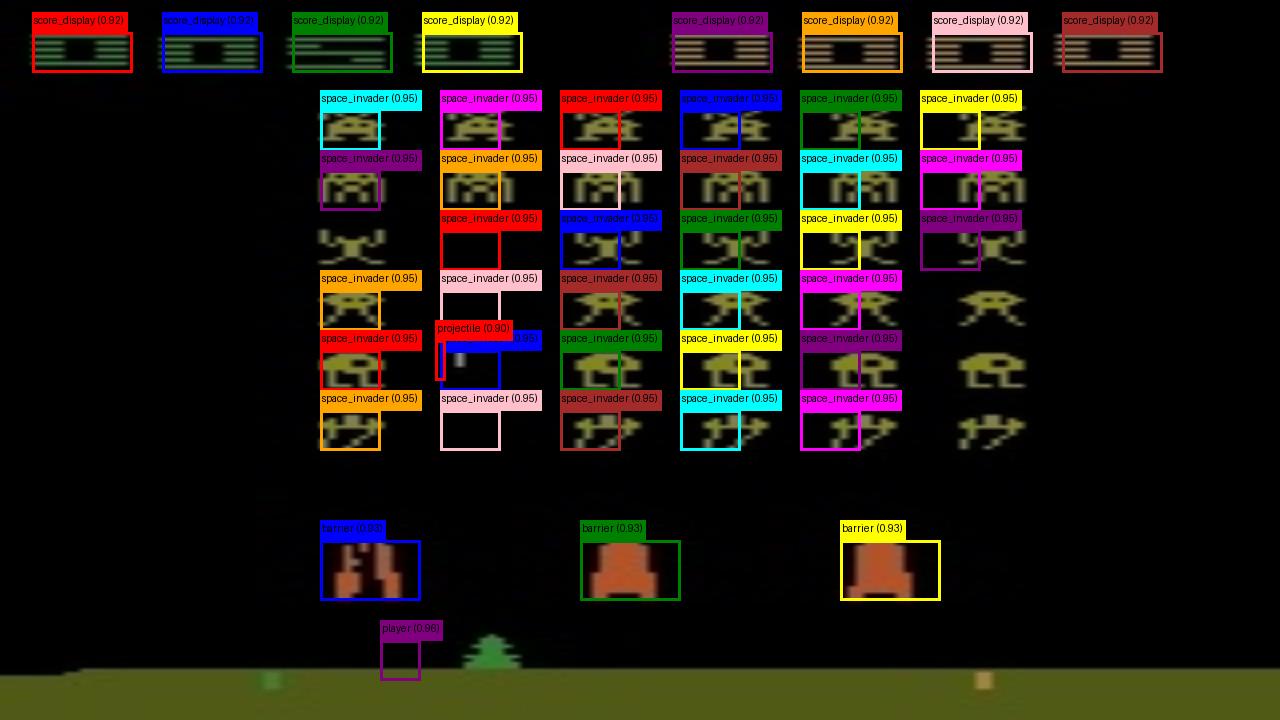 score_display (0.92) score_display (0.92) score_display (0.92) score_display (0.92) score_display (0.92) score_display (0.92) score_display (0.92) score_display (0.92)
space_invader (0.95) space_invader (0.95) space_invader (0.95) space_invader (0.95) space_invader (0.95) space_invader (0.95)
space_invader (0.95) space_invader (0.95) space_invader (0.95) space_invader (0.95) space_invader (0.95) space_invader (0.95)
space_invader (0.95) space_invader (0.95) space_invader (0.95) space_invader (0.95) space_invader (0.95)
space_invader (0.95) space_invader (0.95) space_invader (0.95) space_invader (0.95) space_invader (0.95)
projectile (0.90)
space_invader (0.95) 0.95) space_invader (0.95) space_invader (0.95) space_invader (0.95)
space_invader (0.95) space_invader (0.95) space_invader (0.95) space_invader (0.95) space_invader (0.95)
barrier (0.93) barrier (0.93) barrier (0.93)
player (0.96)